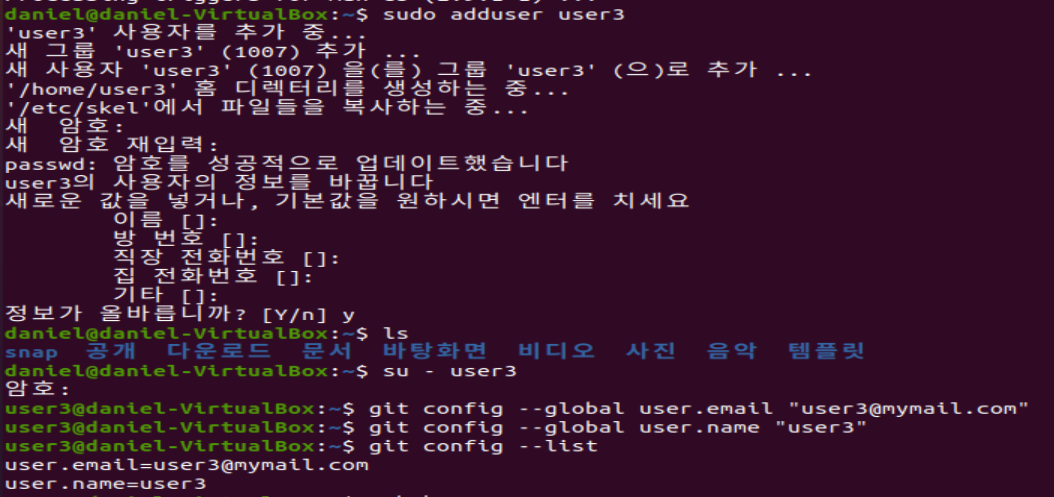 daniel@daniel-VirtualBox:~$ sudo adduser user3
'user3' 사용자를 추가 중...
새 그룹 'user3' (1007) 추가 ...
새 사용자 'user3' (1007) 을(를) 그룹 'user3' (으)로 추가 ...
'/home/user3' 홈 디렉터리를 생성하는 중...
'/etc/skel'에서 파일들을 복사하는 중...
새 암호:
새 암호 재입력:
passwd: 암호를 성공적으로 업데이트했습니다
user3의 사용자의 정보를 바꿉니다
새로운 값을 넣거나, 기본값을 원하시면 엔터를 치세요
이름 []:
방 번호 []:
직장 전화번호 []:
집 전화번호 []:
기타 []:
정보가 올바릅니까? [Y/n] y
daniel@daniel-VirtualBox:~$ ls
snap 공개 다운로드 문서 바탕화면 비디오 사진 음악 템플릿
daniel@daniel-VirtualBox:~$ su - user3
암호:
user3@daniel-VirtualBox:~$ git config --global user.email "user3@mymail.com"
user3@daniel-VirtualBox:~$ git config --global user.name "user3"
user3@daniel-VirtualBox:~$ git config --list
user.email=user3@mymail.com
user.name=user3